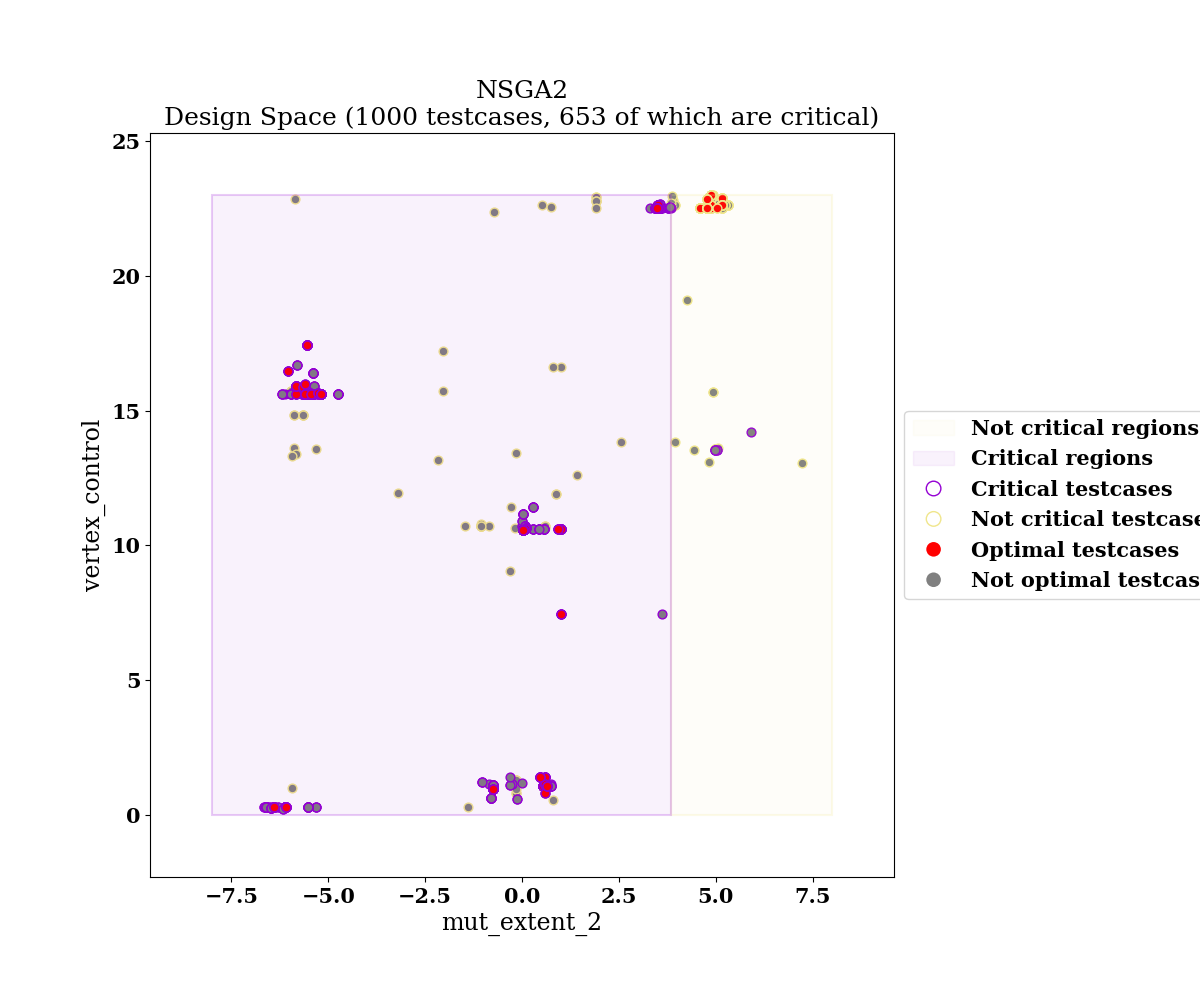 NSGA2
Design Space (1000 testcases, 653 of which are critical)
25
20
15
10
5
0
vertex_control
−7.5 −5.0 −2.5 0.0 2.5 5.0 7.5
mut_extent_2
Not critical regions
Critical regions
Critical testcases
Not critical testcase
Optimal testcases
Not optimal testcas